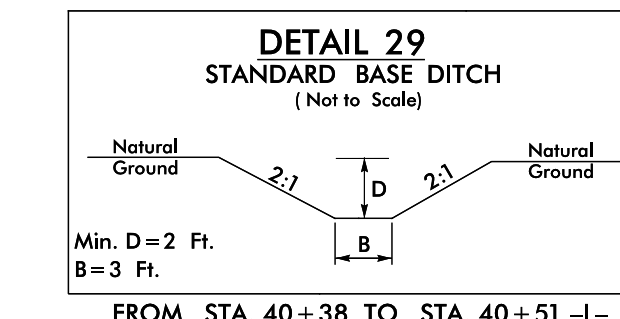 DETAIL 29
STANDARD BASE DITCH
( Not to Scale)
Natural
Ground
2:1
D
2:1
Natural
Ground
B
Min. D=2 Ft.
B=3 Ft.
FROM STA 40+38 TO STA 40+51 -L-